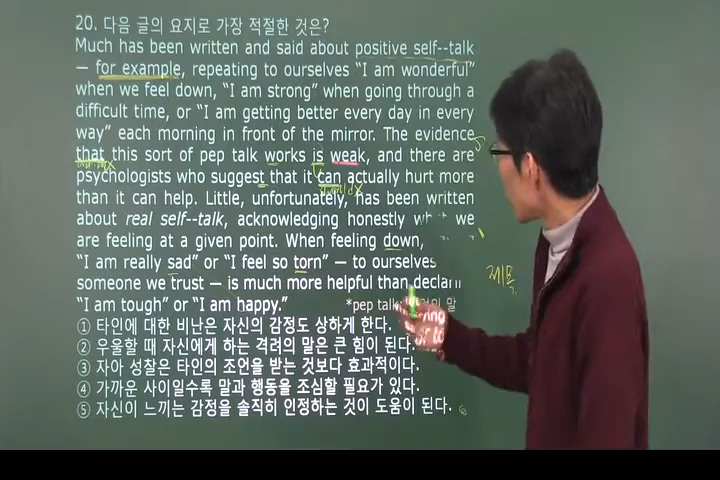 20. 다음 글의 요지로 가장 적절한 것은?
Much has been written and said about positive self--talk
— for example, repeating to ourselves “I am wonderful”
when we feel down, “I am strong” when going through a
difficult time, or “I am getting better every day in every
way” each morning in front of the mirror. The evidence
that this sort of pep talk works is weak, and there are
psychologists who suggest that it can actually hurt more
than it can help. Little, unfortunately, has been written
about real self--talk, acknowledging honestly what we
are feeling at a given point. When feeling down,
“I am really sad” or “I feel so torn” — to ourselves
someone we trust — is much more helpful than
“I am tough” or “I am happy.” *pep talk: 말
① 타인에 대한 비난은 자신의 감정도 상하게 한다.
② 우울할 때 자신에게 하는 격려의 말은 큰 힘이 된다.
③ 자아 성찰은 타인의 조언을 받는 것보다 효과적이다.
④ 가까운 사이일수록 말과 행동을 조심할 필요가 있다.
⑤ 자신이 느끼는 감정을 솔직히 인정하는 것이 도움이 된다.
제목